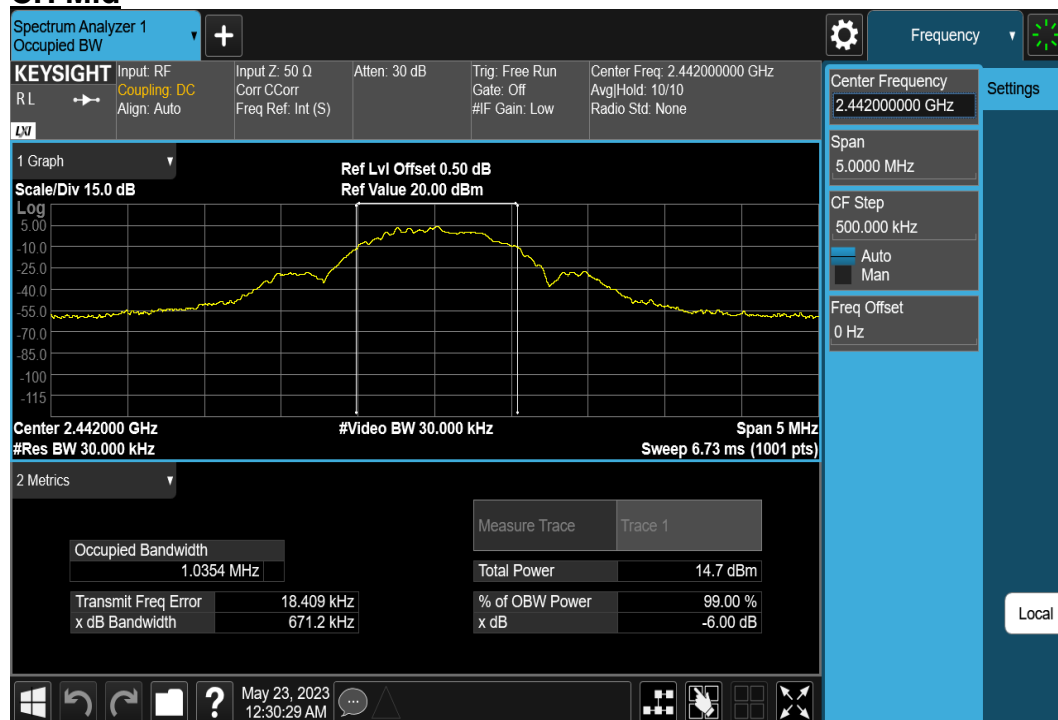 CH Mid
Spectrum Analyzer 1
Occupied BW
Frequency
KEYSIGHT
R L
LXI
Input: RF
Coupling: DC
Align: Auto
Input Z: 50 Ω
Corr CCorr
Freq Ref: Int (S)
Atten: 30 dB
Trig: Free Run
Gate: Off
#IF Gain: Low
Center Freq: 2.442000000 GHz
Avg|Hold: 10/10
Radio Std: None
Center Frequency
2.442000000 GHz
Settings
Span
5.0000 MHz
CF Step
500.000 kHz
Auto
Man
Freq Offset
0 Hz
1 Graph
Scale/Div 15.0 dB
Ref Lvl Offset 0.50 dB
Ref Value 20.00 dBm
Log
5.00
-10.0
-25.0
-40.0
-55.0
-70.0
-85.0
-100
-115
Center 2.442000 GHz
#Video BW 30.000 kHz
Span 5 MHz
#Res BW 30.000 kHz
Sweep 6.73 ms (1001 pts)
2 Metrics
Measure Trace Trace 1
Occupied Bandwidth
1.0354 MHz
Total Power 14.7 dBm
Transmit Freq Error 18.409 kHz
% of OBW Power 99.00 %
x dB Bandwidth 671.2 kHz
x dB -6.00 dB
Local
?
May 23, 2023
12:30:29 AM